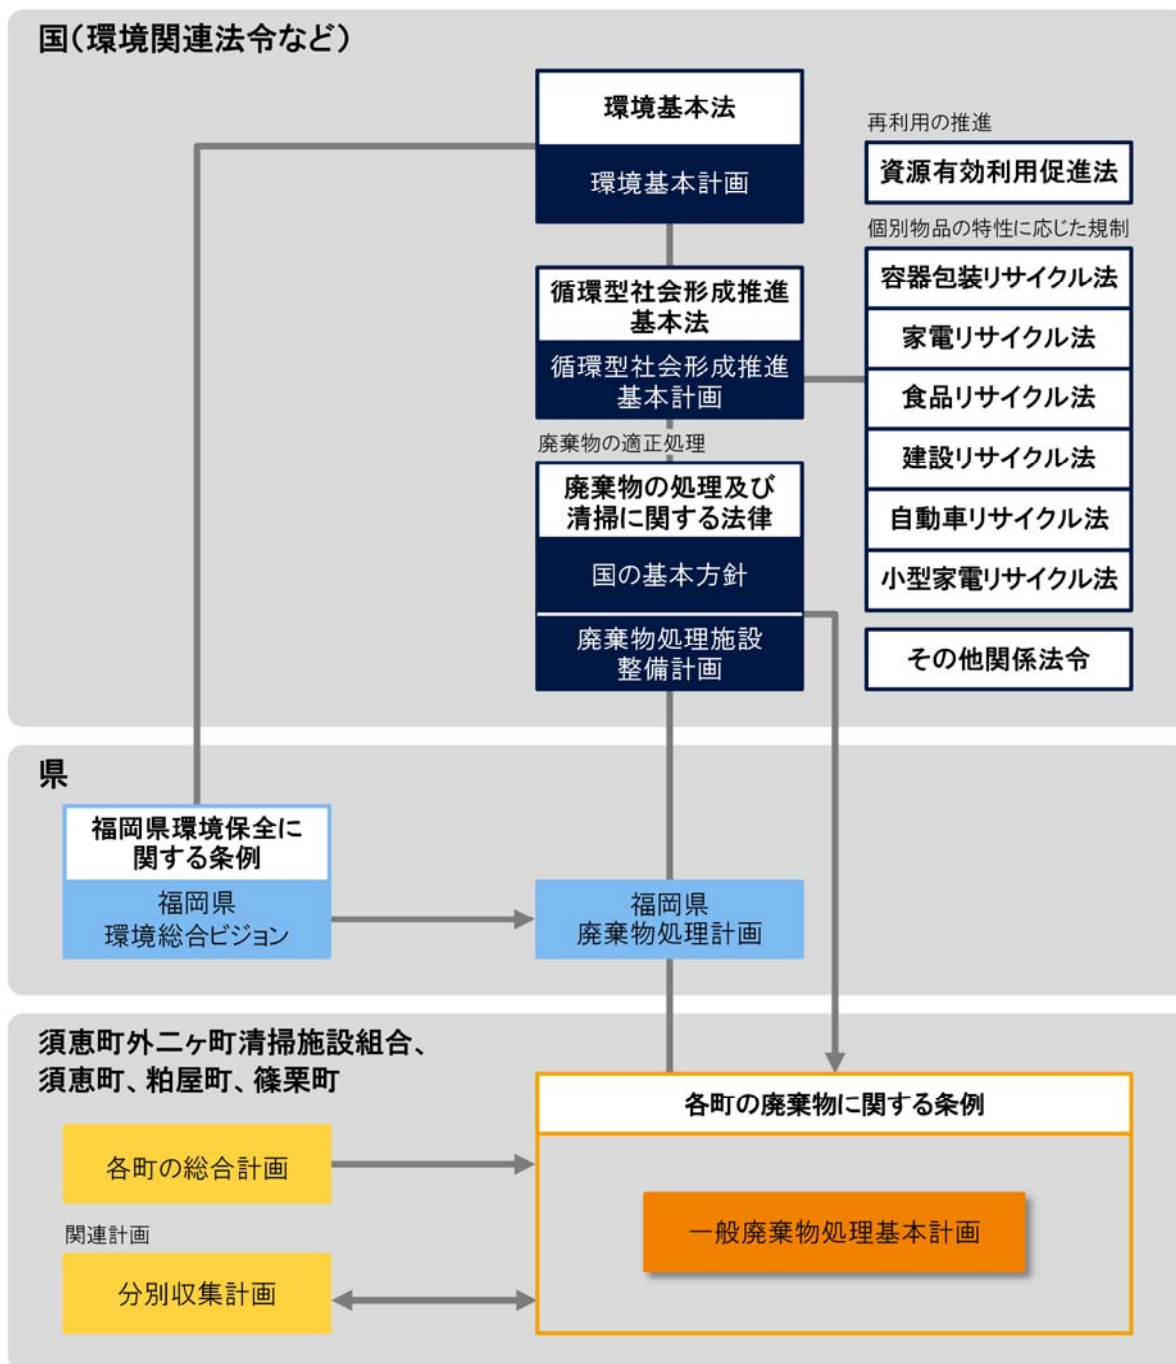 国(環境関連法令など)
環境基本法
環境基本計画
循環型社会形成推進
基本法
循環型社会形成推進
基本計画
廃棄物の適正処理
廃棄物の処理及び
清掃に関する法律
国の基本方針
廃棄物処理施設
整備計画
再利用の推進
資源有効利用促進法
個別物品の特性に応じた規制
容器包装リサイクル法
家電リサイクル法
食品リサイクル法
建設リサイクル法
自動車リサイクル法
小型家電リサイクル法
その他関係法令
県
福岡県環境保全に
関する条例
福岡県
環境総合ビジョン
福岡県
廃棄物処理計画
須恵町外二ヶ町清掃施設組合、
須恵町、粕屋町、篠栗町
各町の総合計画
関連計画
分別収集計画
各町の廃棄物に関する条例
一般廃棄物処理基本計画